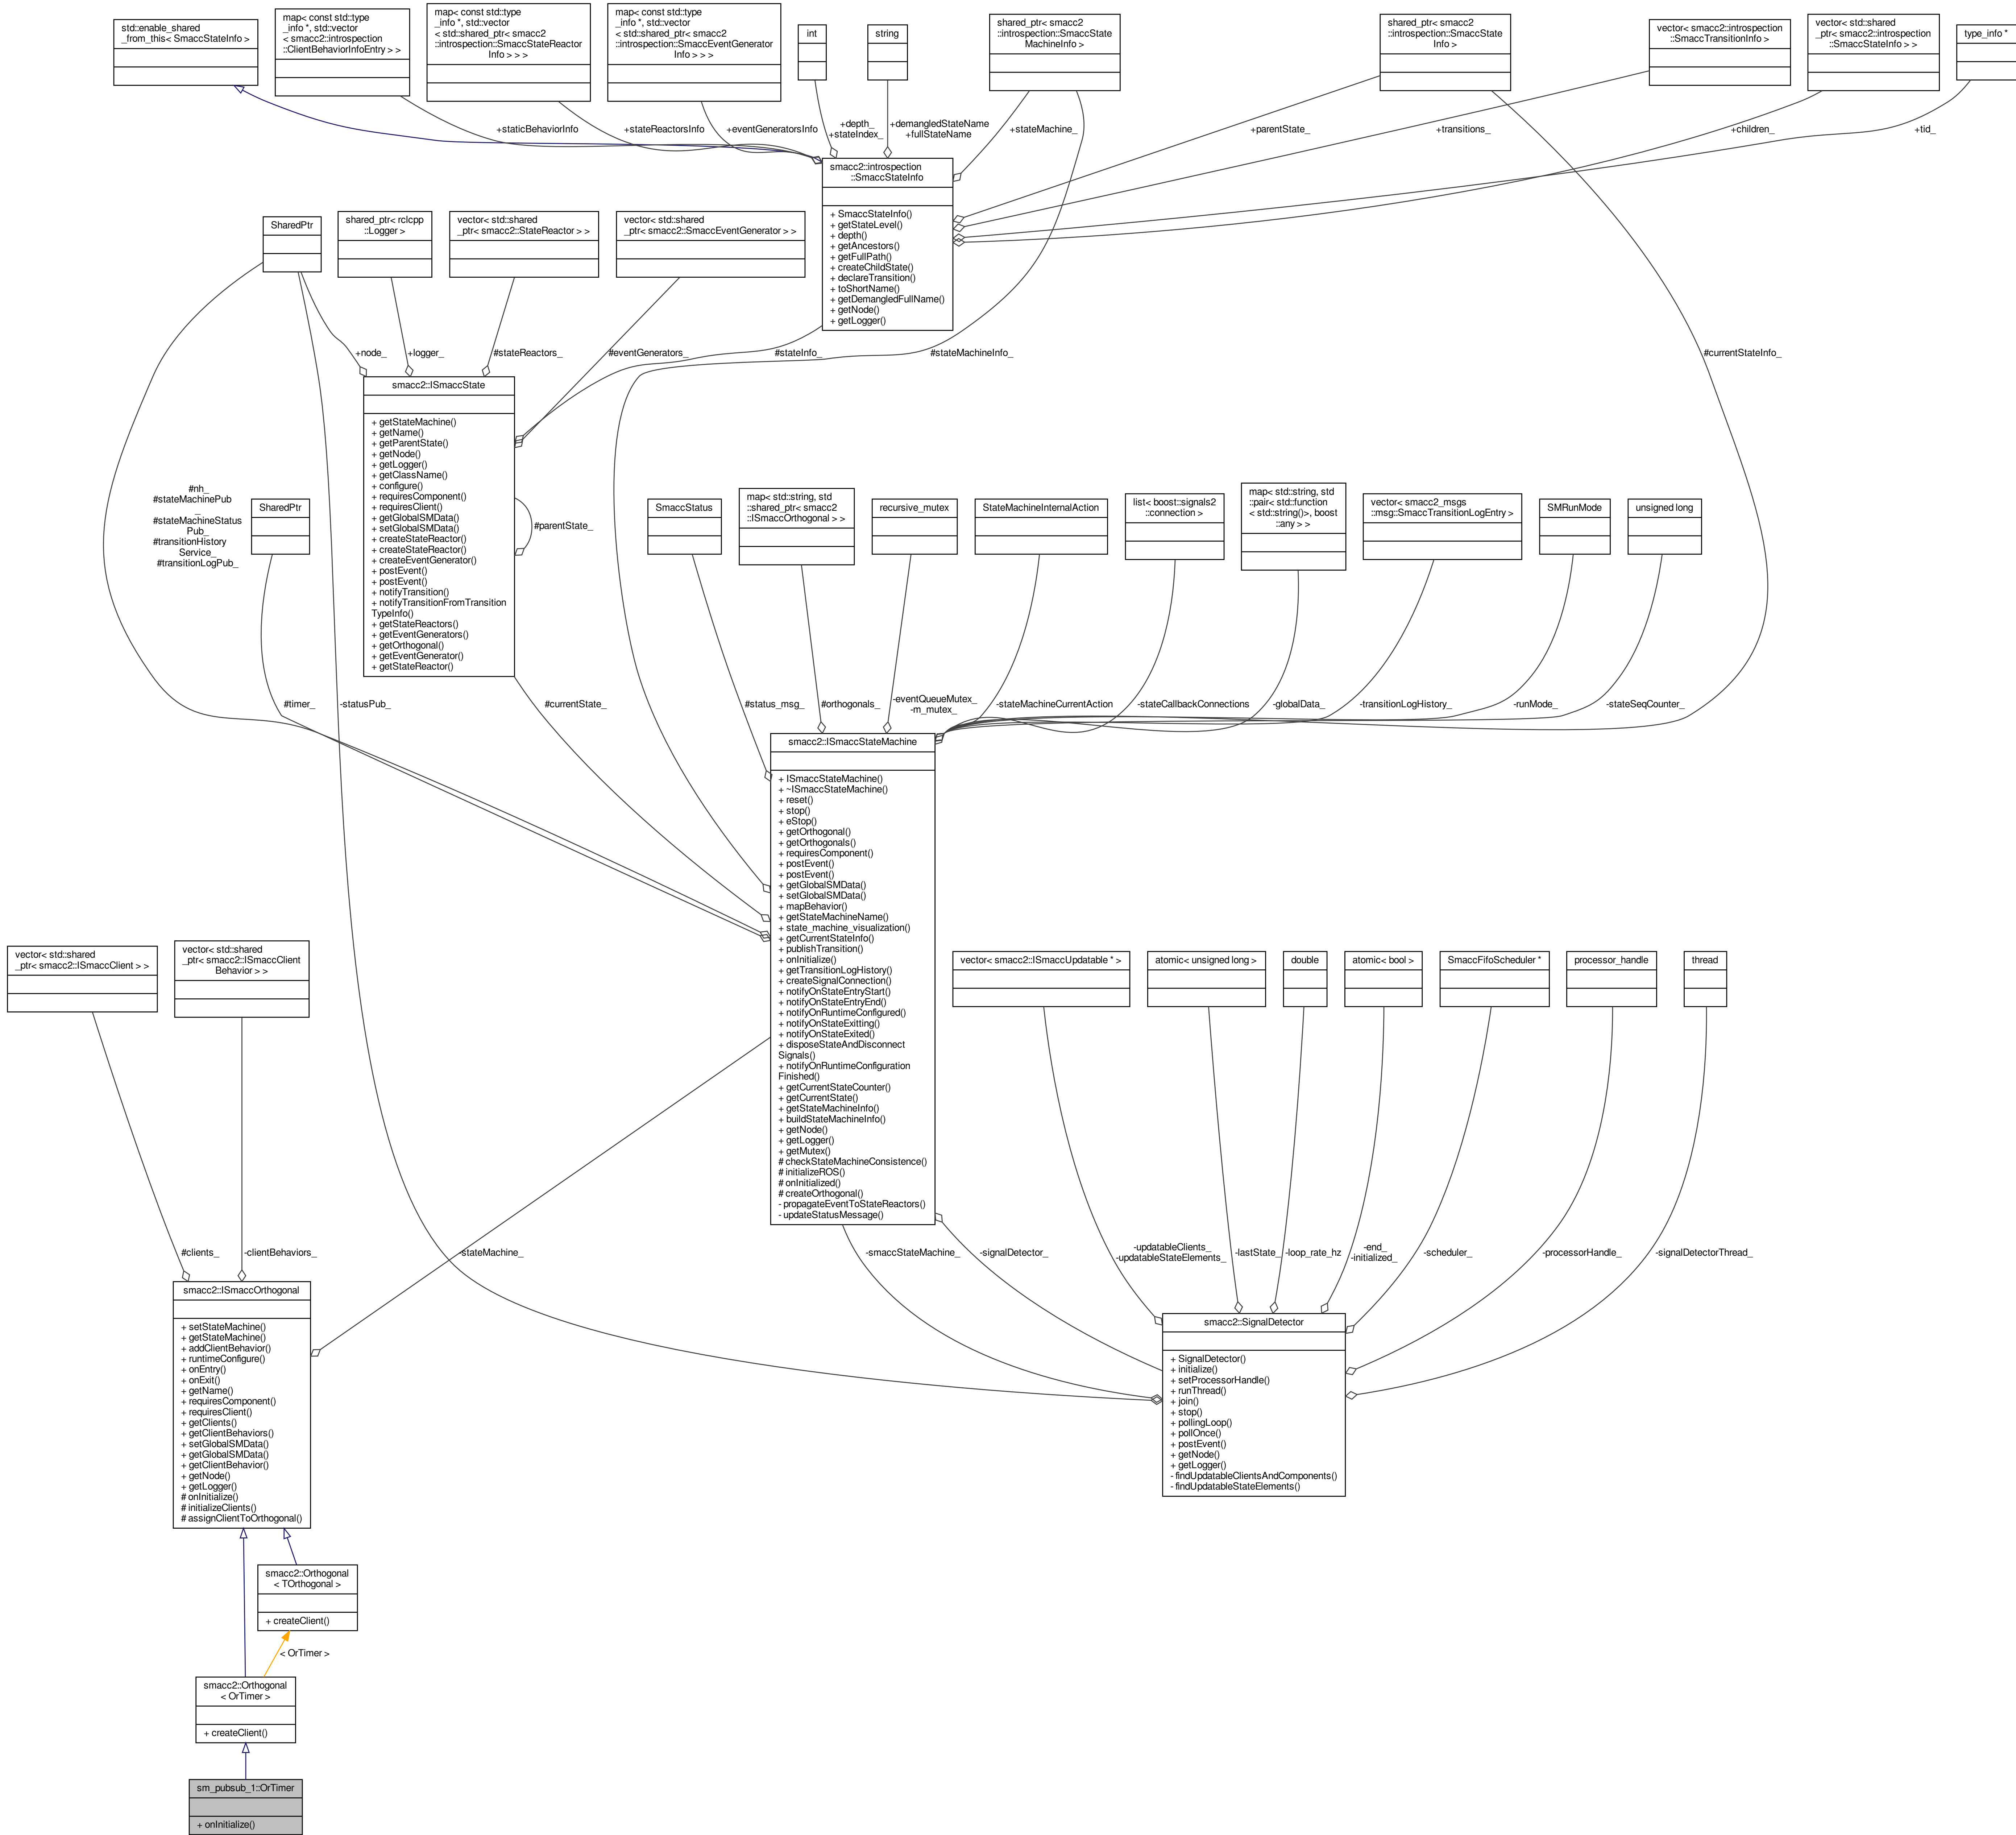 std::enable_shared
_from_this< SmaccStateInfo >
map< const std::type
_info *, std::vector
< smacc2::introspection
::ClientBehaviorInfoEntry > >
map< const std::type
_info *, std::vector
< std::shared_ptr< smacc2
::introspection::SmaccStateReactor
Info > > >
map< const std::type
_info *, std::vector
< std::shared_ptr< smacc2
::introspection::SmaccEventGenerator
Info > > >
int
string
shared_ptr< smacc2
::introspection::SmaccState
MachineInfo >
shared_ptr< smacc2
::introspection::SmaccState
Info >
vector< smacc2::introspection
::SmaccTransitionInfo >
vector< std::shared
_ptr< smacc2::introspection
::SmaccStateInfo > >
type_info *
+staticBehaviorInfo
+stateReactorsInfo
+eventGeneratorsInfo
+depth_
+stateIndex_
+demangledStateName
+fullStateName
+stateMachine_
+parentState_
+transitions_
+children_
+tid_
smacc2::introspection
::SmaccStateInfo
+ SmaccStateInfo()
+ getStateLevel()
+ depth()
+ getAncestors()
+ getFullPath()
+ createChildState()
+ declareTransition()
+ toShortName()
+ getDemangledFullName()
+ getNode()
+ getLogger()
SharedPtr
shared_ptr< rclcpp
::Logger >
vector< std::shared
_ptr< smacc2::StateReactor > >
vector< std::shared
_ptr< smacc2::SmaccEventGenerator > >
+node_
+logger_
#stateReactors_
#eventGenerators_
#stateInfo_
#stateMachineInfo_
#currentStateInfo_
smacc2::ISmaccState
+ getStateMachine()
+ getName()
+ getParentState()
+ getNode()
+ getLogger()
+ getClassName()
+ configure()
+ requiresComponent()
+ requiresClient()
+ getGlobalSMData()
+ setGlobalSMData()
+ createStateReactor()
+ createStateReactor()
+ createEventGenerator()
+ postEvent()
+ postEvent()
+ notifyTransition()
+ notifyTransitionFromTransition
TypeInfo()
+ getStateReactors()
+ getEventGenerators()
+ getOrthogonal()
+ getEventGenerator()
+ getStateReactor()
#parentState_
#nh_
#stateMachinePub
_
#stateMachineStatus
Pub_
#transitionHistory
Service_
#transitionLogPub_
SharedPtr
SmaccStatus
map< std::string, std
::shared_ptr< smacc2
::ISmaccOrthogonal > >
recursive_mutex
StateMachineInternalAction
list< boost::signals2
::connection >
map< std::string, std
::pair< std::function
< std::string()>, boost
::any > >
vector< smacc2_msgs
::msg::SmaccTransitionLogEntry >
SMRunMode
unsigned long
#timer_
-statusPub_
#currentState_
#status_msg_
#orthogonals_
-eventQueueMutex_
-m_mutex_
-stateMachineCurrentAction
-stateCallbackConnections
-globalData_
-transitionLogHistory_
-runMode_
-stateSeqCounter_
smacc2::ISmaccStateMachine
+ ISmaccStateMachine()
+ ~ISmaccStateMachine()
+ reset()
+ stop()
+ eStop()
+ getOrthogonal()
+ getOrthogonals()
+ requiresComponent()
+ postEvent()
+ postEvent()
+ getGlobalSMData()
+ setGlobalSMData()
+ mapBehavior()
+ getStateMachineName()
+ state_machine_visualization()
+ getCurrentStateInfo()
+ publishTransition()
+ onInitialize()
+ getTransitionLogHistory()
+ createSignalConnection()
+ notifyOnStateEntryStart()
+ notifyOnStateEntryEnd()
+ notifyOnRuntimeConfigured()
+ notifyOnStateExitting()
+ notifyOnStateExited()
+ disposeStateAndDisconnect
Signals()
+ notifyOnRuntimeConfiguration
Finished()
+ getCurrentStateCounter()
+ getCurrentState()
+ getStateMachineInfo()
+ buildStateMachineInfo()
+ getNode()
+ getLogger()
+ getMutex()
# checkStateMachineConsistence()
# initializeROS()
# onInitialized()
# createOrthogonal()
- propagateEventToStateReactors()
- updateStatusMessage()
vector< std::shared
_ptr< smacc2::ISmaccClient > >
vector< std::shared
_ptr< smacc2::ISmaccClient
Behavior > >
vector< smacc2::ISmaccUpdatable * >
atomic< unsigned long >
double
atomic< bool >
SmaccFifoScheduler *
processor_handle
thread
#clients_
-clientBehaviors_
-stateMachine_
-smaccStateMachine_
-signalDetector_
-updatableClients_
-updatableStateElements_
-lastState_
-loop_rate_hz
-end_
-initialized_
-scheduler_
-processorHandle_
-signalDetectorThread_
smacc2::ISmaccOrthogonal
+ setStateMachine()
+ getStateMachine()
+ addClientBehavior()
+ runtimeConfigure()
+ onEntry()
+ onExit()
+ getName()
+ requiresComponent()
+ requiresClient()
+ getClients()
+ getClientBehaviors()
+ setGlobalSMData()
+ getGlobalSMData()
+ getClientBehavior()
+ getNode()
+ getLogger()
# onInitialize()
# initializeClients()
# assignClientToOrthogonal()
smacc2::SignalDetector
+ SignalDetector()
+ initialize()
+ setProcessorHandle()
+ runThread()
+ join()
+ stop()
+ pollingLoop()
+ pollOnce()
+ postEvent()
+ getNode()
+ getLogger()
- findUpdatableClientsAndComponents()
- findUpdatableStateElements()
smacc2::Orthogonal
< TOrthogonal >
+ createClient()
< OrTimer >
smacc2::Orthogonal
< OrTimer >
+ createClient()
sm_pubsub_1::OrTimer
+ onInitialize()